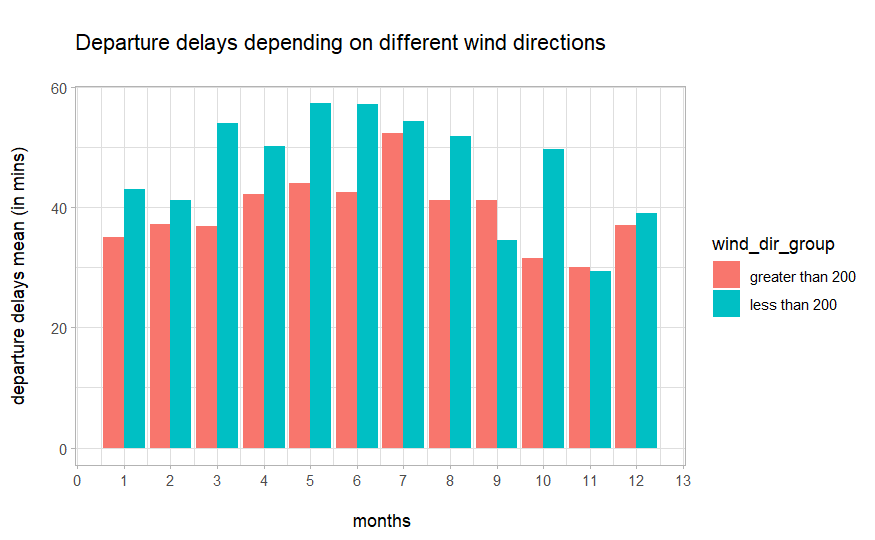 Departure delays depending on different wind directions
departure delays mean (in mins)
60
40
20
0
0 1 2 3 4 5 6 7 8 9 10 11 12 13
months
wind_dir_group
greater than 200
less than 200